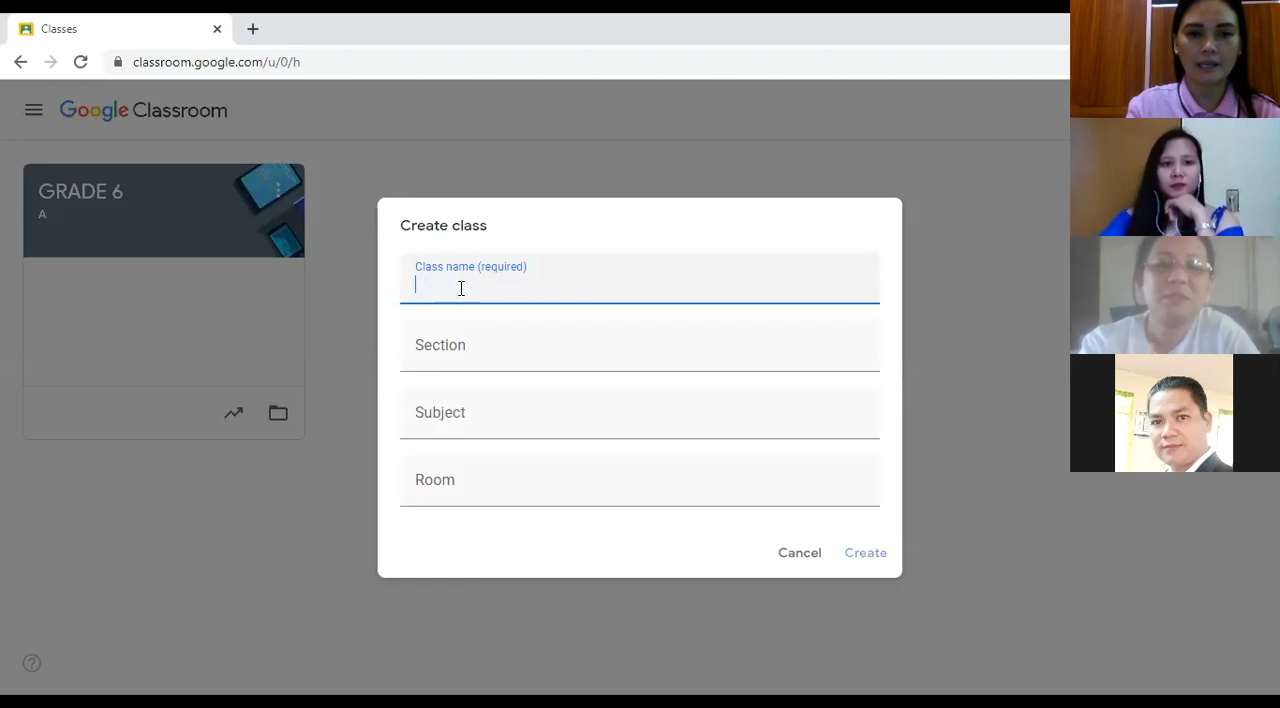 Classes
classroom.google.com/u/0/h
Google Classroom
GRADE 6
A
Create class
Class name (required)
Section
Subject
Room
Cancel
Create